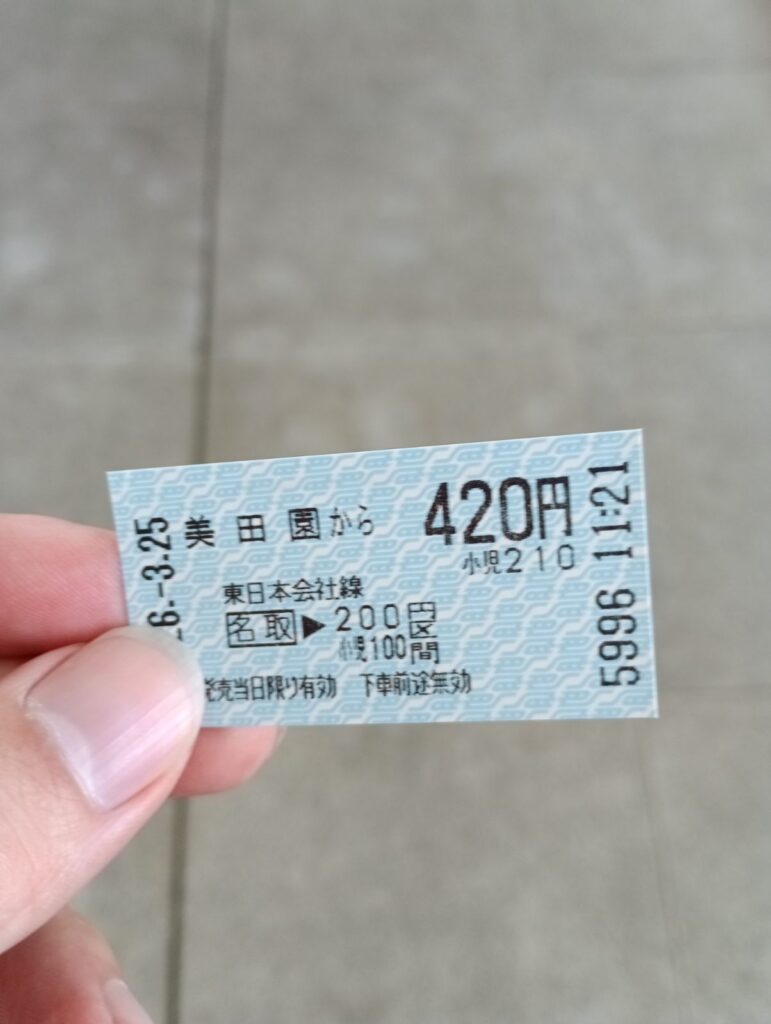 6.-3.25
美田園から
420円
小児210
東日本会社線
名取▶200円区間
小児100
発売当日限り有効 下車前途無効
5996 11:21